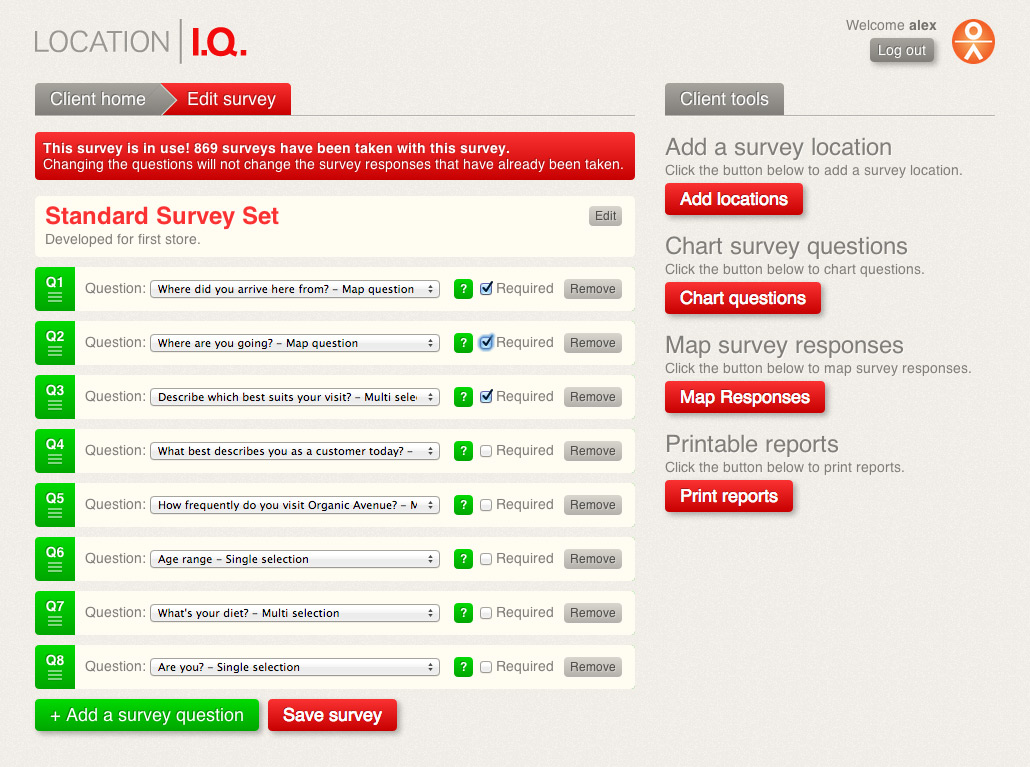 LOCATION I.Q.
Welcome alex
Log out
Client home
Edit survey
Client tools
This survey is in use! 869 surveys have been taken with this survey.
Changing the questions will not change the survey responses that have already been taken.
Standard Survey Set
Edit
Developed for first store.
Q1 Question: Where did you arrive here from? – Map question ? Required Remove
Q2 Question: Where are you going? – Map question ? Required Remove
Q3 Question: Describe which best suits your visit? – Multi sele ? Required Remove
Q4 Question: What best describes you as a customer today? – ? Required Remove
Q5 Question: How frequently do you visit Organic Avenue? – M ? Required Remove
Q6 Question: Age range – Single selection ? Required Remove
Q7 Question: What's your diet? – Multi selection ? Required Remove
Q8 Question: Are you? – Single selection ? Required Remove
+ Add a survey question
Save survey
Add a survey location
Click the button below to add a survey location.
Add locations
Chart survey questions
Click the button below to chart questions.
Chart questions
Map survey responses
Click the button below to map survey responses.
Map Responses
Printable reports
Click the button below to print reports.
Print reports